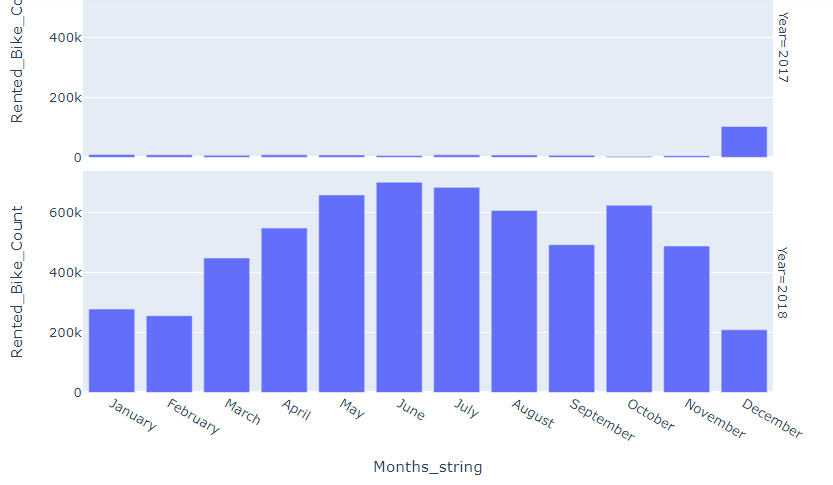 Rented_Bike_Co
400k
200k
0
Year=2017
Rented_Bike_Count
600k
400k
200k
0
Year=2018
January
February
March
April
May
June
July
August
September
October
November
December
Months_string